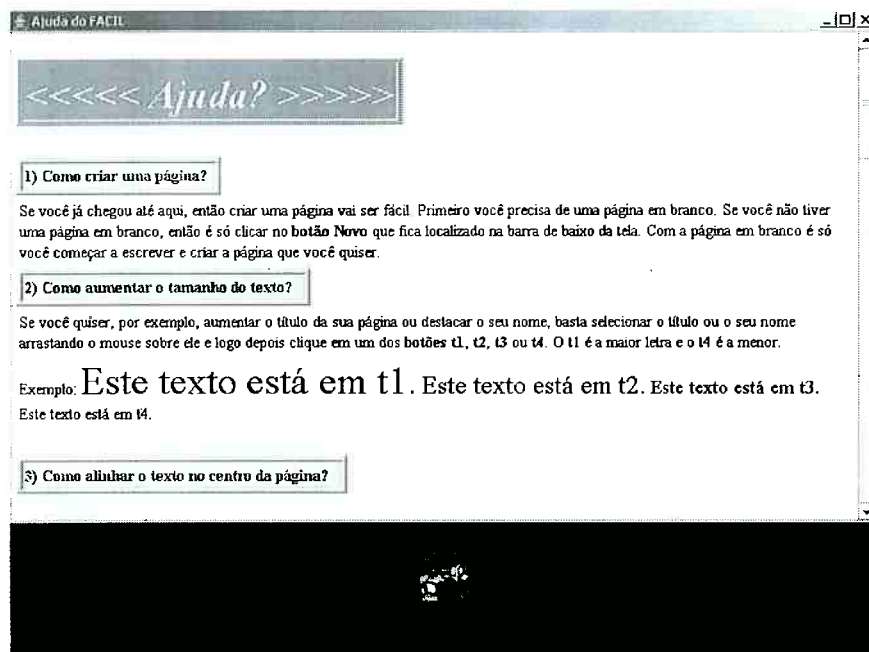 Ajuda do FACIL
<<<<< Ajuda? >>>>>
1) Como criar uma página?
Se você já chegou até aqui, então criar uma página vai ser fácil. Primeiro você precisa de uma página em branco. Se você não tiver
uma página em branco, então é só clicar no botão Novo que fica localizado na barra de baixo da tela. Com a página em branco é só
você começar a escrever e criar a página que você quiser.
2) Como aumentar o tamanho do texto?
Se você quiser, por exemplo, aumentar o título da sua página ou destacar o seu nome, basta selecionar o título ou o seu nome
arrastando o mouse sobre ele e logo depois clique em um dos botões t1, t2, t3 ou t4. O t1 é a maior letra e o t4 é a menor.
Exemplo: Este texto está em t1. Este texto está em t2. Este texto está em t3.
Este texto está em t4.
3) Como alinhar o texto no centro da página?